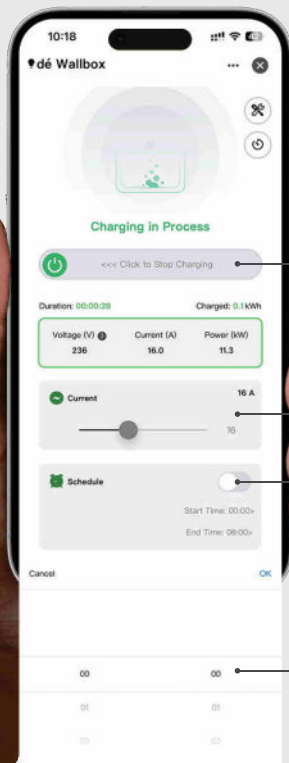 10:18
dé Wallbox
Charging in Process
<<< Click to Stop Charging
Duration: 00:00:39 Charged: 0.1 kWh
Voltage (V) Current (A) Power (kW)
236 16.0 11.3
Current 16 A
16
Schedule
Start Time: 00:00>
End Time: 08:00>
Cancel OK
00 00
01 01
02 02